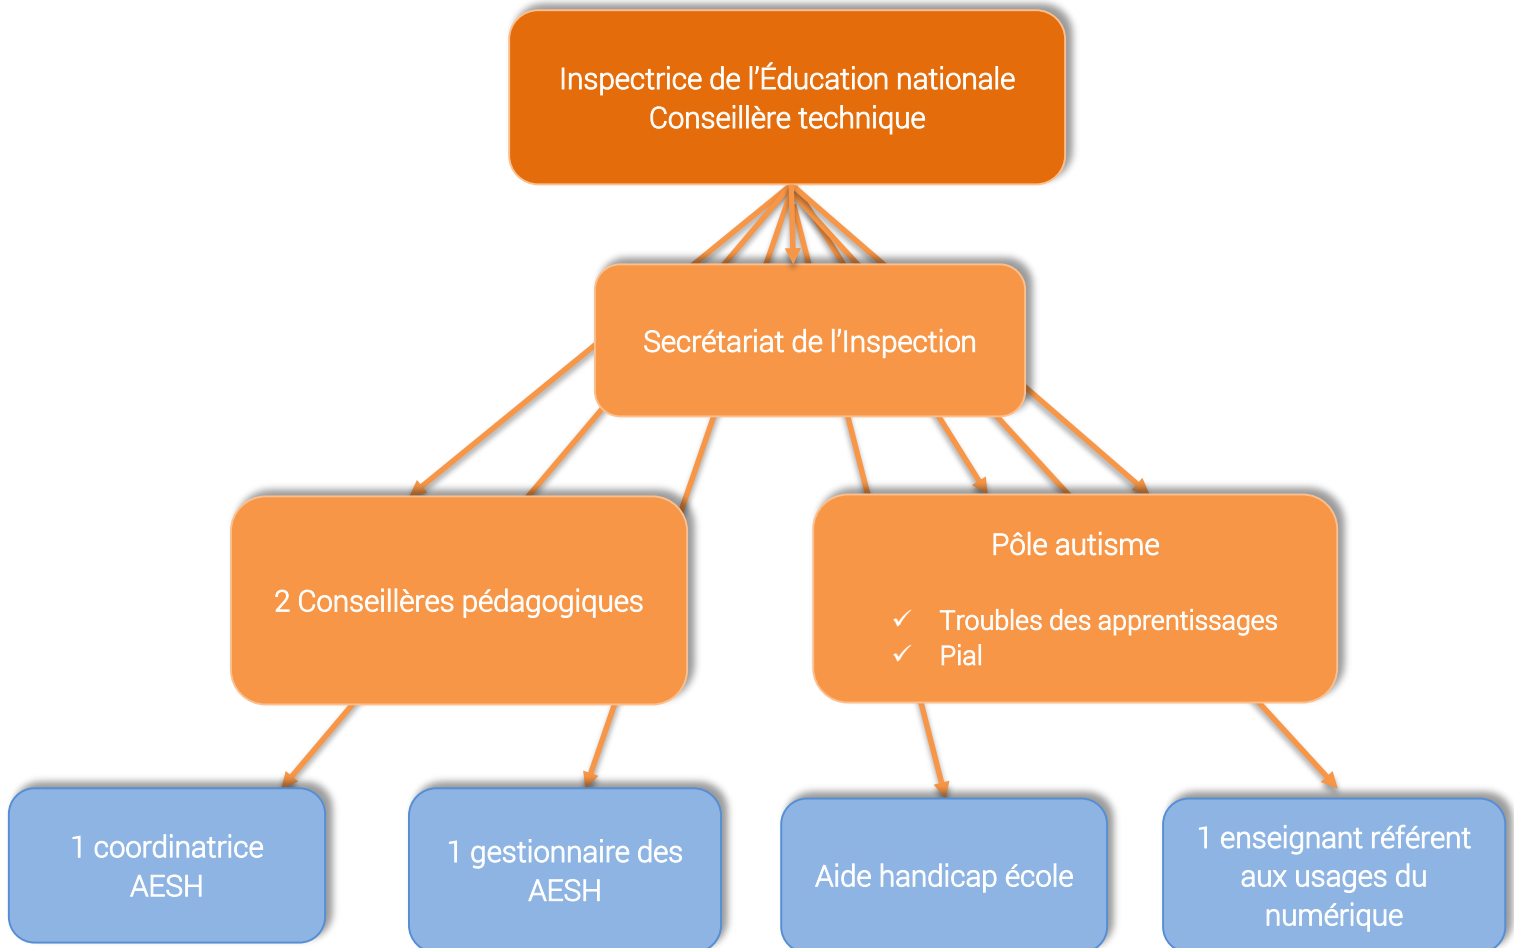 Inspectrice de l'Éducation nationale
Conseillère technique
Secrétariat de l'Inspection
2 Conseillères pédagogiques
Pôle autisme
✓ Troubles des apprentissages
✓ Pial
1 coordinatrice
AESH
1 gestionnaire des
AESH
Aide handicap école
1 enseignant référent
aux usages du
numérique